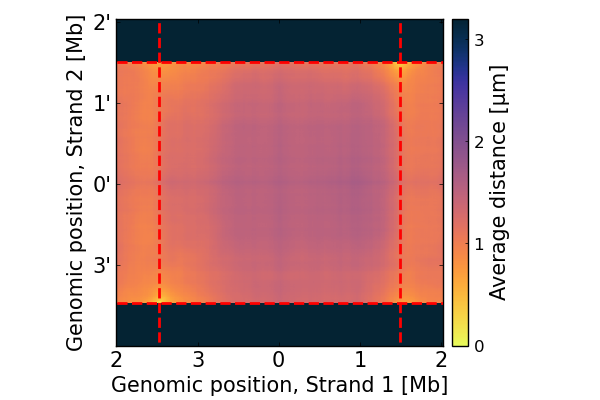 2'
1'
0'
3'
Genomic position, Strand 2 [Mb]
2 3 0 1 2
Genomic position, Strand 1 [Mb]
3
2
1
0
Average distance [μm]